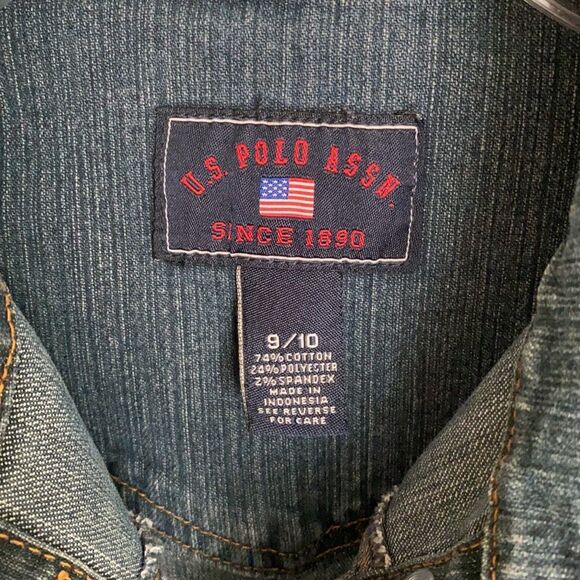 U.S. POLO ASSN.
SINCE 1890
9/10
74% COTTON
24% POLYESTER
2% SPANDEX
MADE IN
INDONESIA
SEE REVERSE
FOR CARE